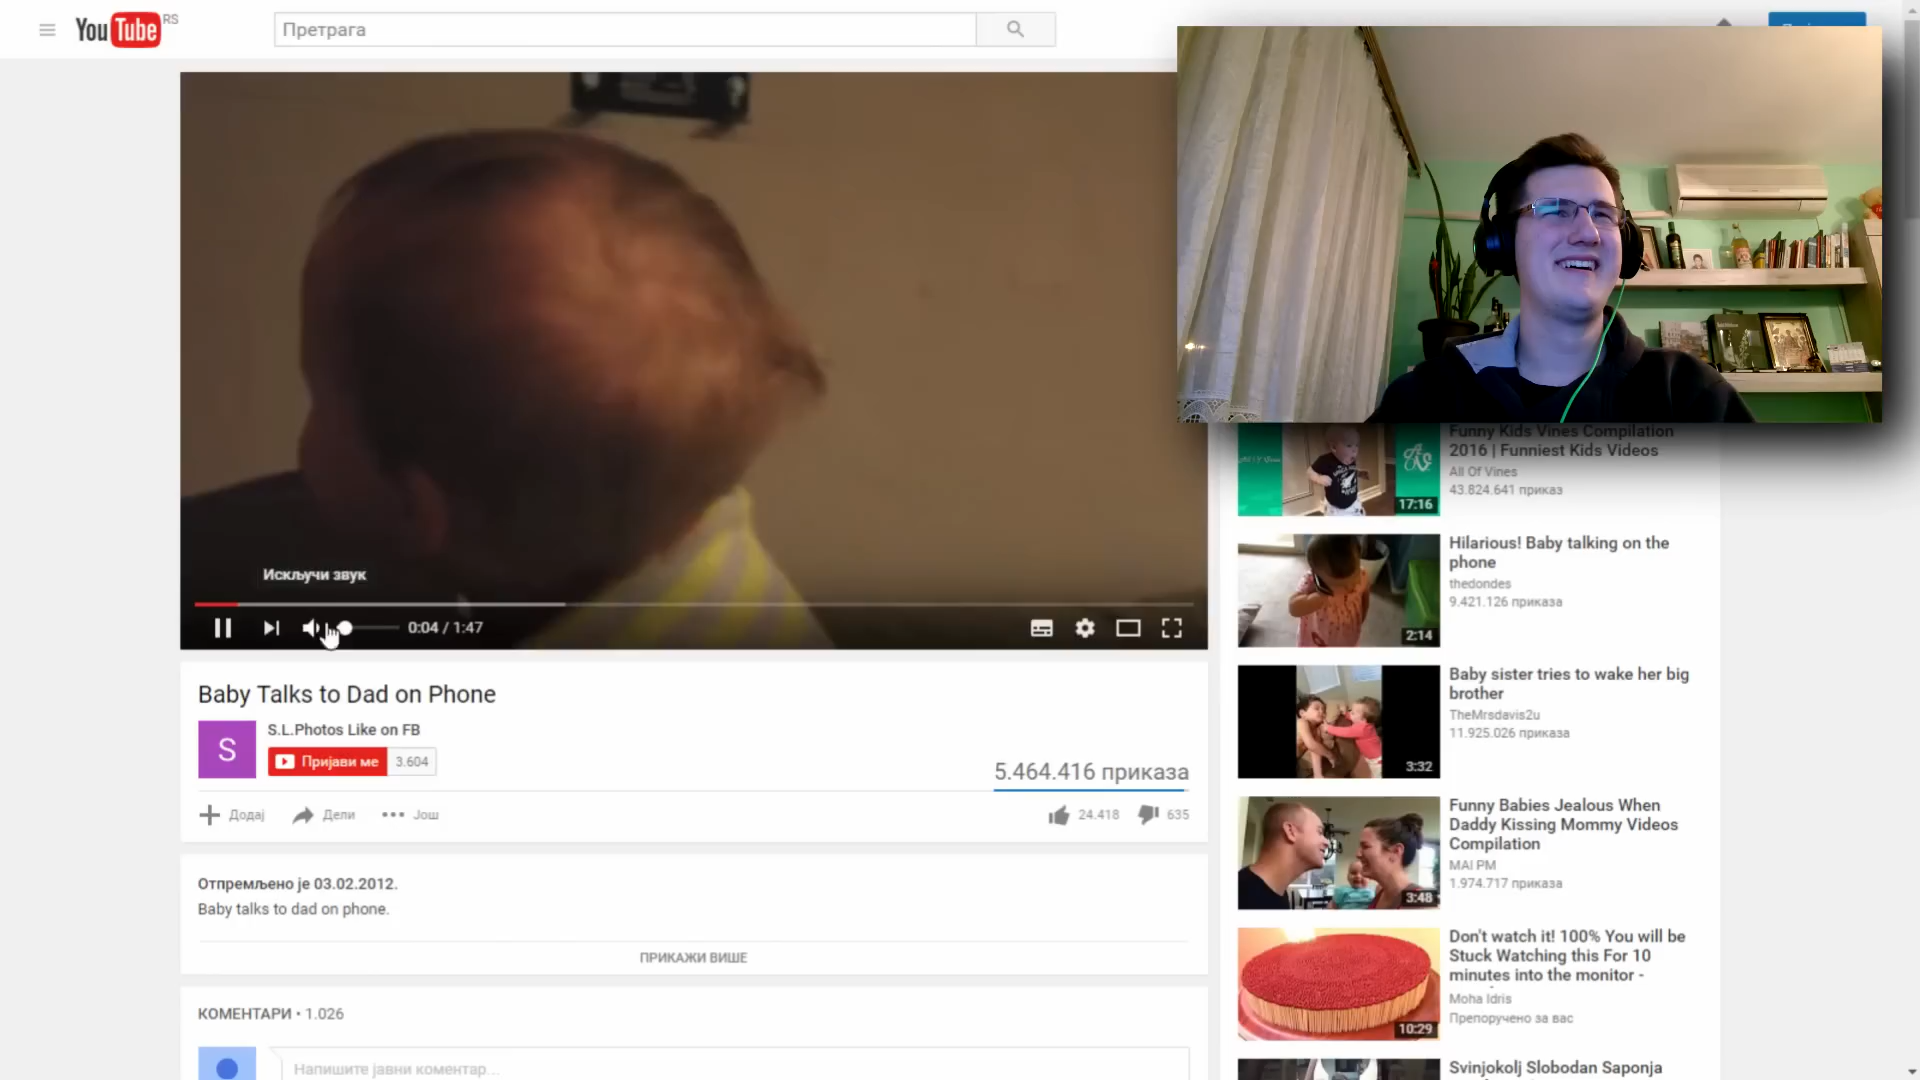 YouTube RS
Претрага
Искључи звук
0:04 / 1:47
Baby Talks to Dad on Phone
S
S.L.Photos Like on FB
Пријави ме 3.604
5.464.416 приказа
Додај Дели Још
24.418 635
Отпремљено је 03.02.2012.
Baby talks to dad on phone.
ПРИКАЖИ ВИШЕ
КОМЕНТАРИ • 1.026
Напишите јавни коментар...
Funny Kids Vines Compilation
2016 | Funniest Kids Videos
All Of Vines
43.824.641 приказ
17:16
Hilarious! Baby talking on the
phone
thedondes
9.421.126 приказа
2:14
Baby sister tries to wake her big
brother
TheMrsdavis2u
11.925.026 приказа
3:32
Funny Babies Jealous When
Daddy Kissing Mommy Videos
Compilation
MAI PM
1.974.717 приказа
3:48
Don't watch it! 100% You will be
Stuck Watching this For 10
minutes into the monitor -
Moha Idris
Препоручено за вас
10:29
Svinjokolj Slobodan Saponja